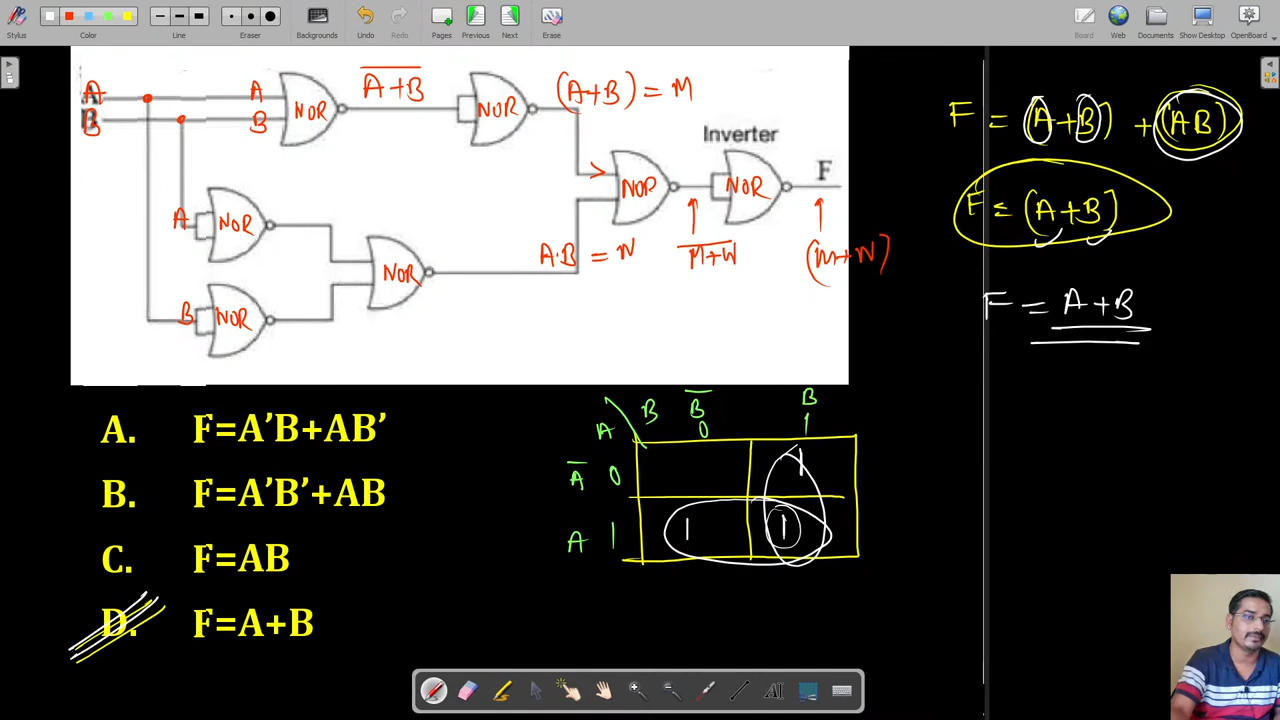 Stylus
Color
Line
Eraser
Backgrounds
Undo
Redo
Pages
Previous
Next
Erase
Board
Web
Documents
Show Desktop
OpenBoard
A
B
A
B
NOR
A+B
NOR
(A+B) = M
Inverter
NOR
NOR
F
A
NOR
B
NOR
NOR
A.B = N
M+N
(M+N)
F = (A+B) + (AB)
F = (A+B)
F = A+B
A. F=A’B+AB’
B. F=A’B’+AB
C. F=AB
D. F=A+B
A
B
B
0
B
1
A 0
1
A 1
1
1